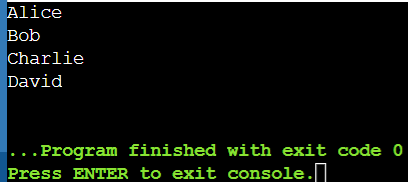 Alice
Bob
Charlie
David
...Program finished with exit code 0
Press ENTER to exit console.